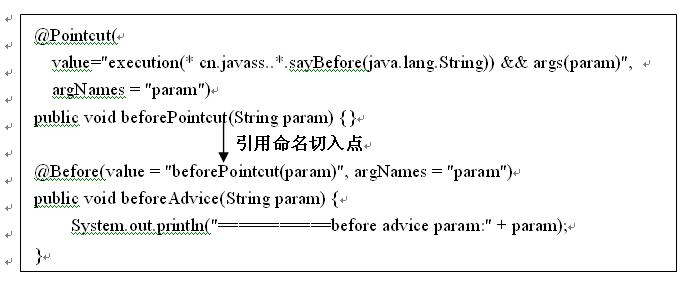 @Pointcut(
value="execution(* cn.javass..*.sayBefore(java.lang.String)) && args(param)",
argNames = "param")
public void beforePointcut(String param) {}
引用命名切入点
@Before(value = "beforePointcut(param)", argNames = "param")
public void beforeAdvice(String param) {
System.out.println("===========before advice param:" + param);
}